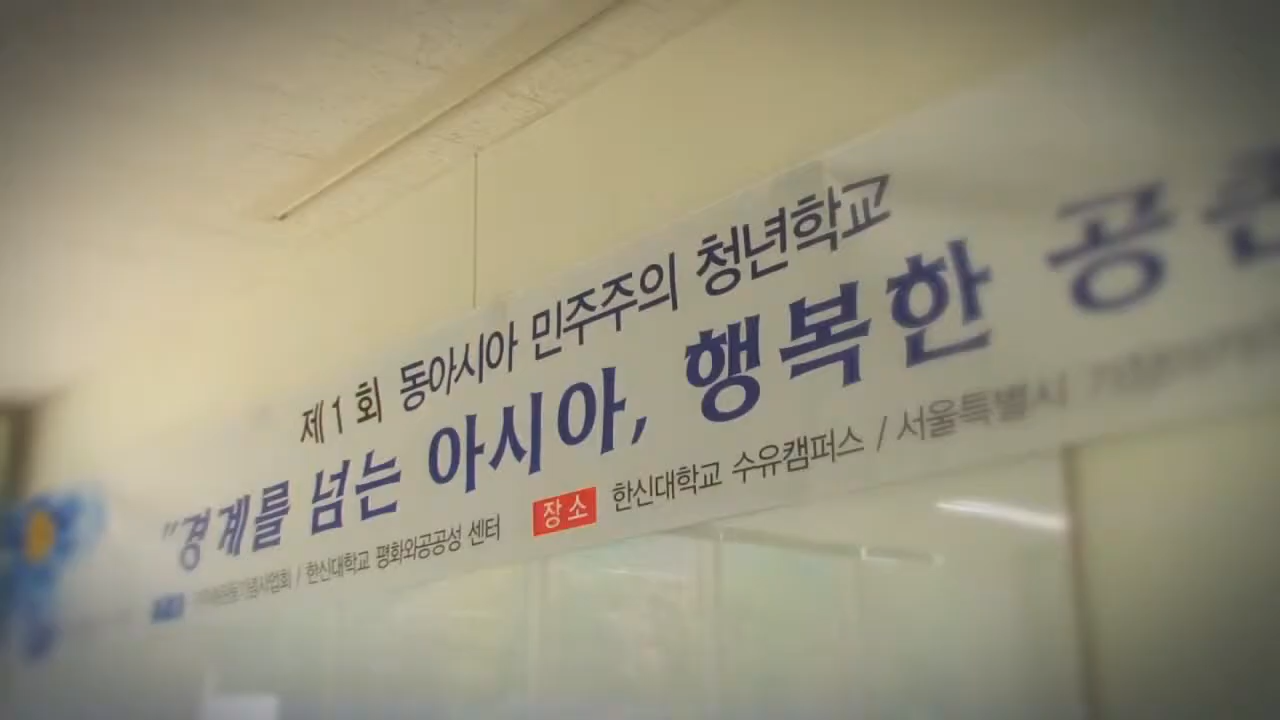 제1회 동아시아 민주주의 청년학교
"경계를 넘는 아시아, 행복한 공
한신대학교 평화와공공성 센터 장소 한신대학교 수유캠퍼스 / 서울특별시